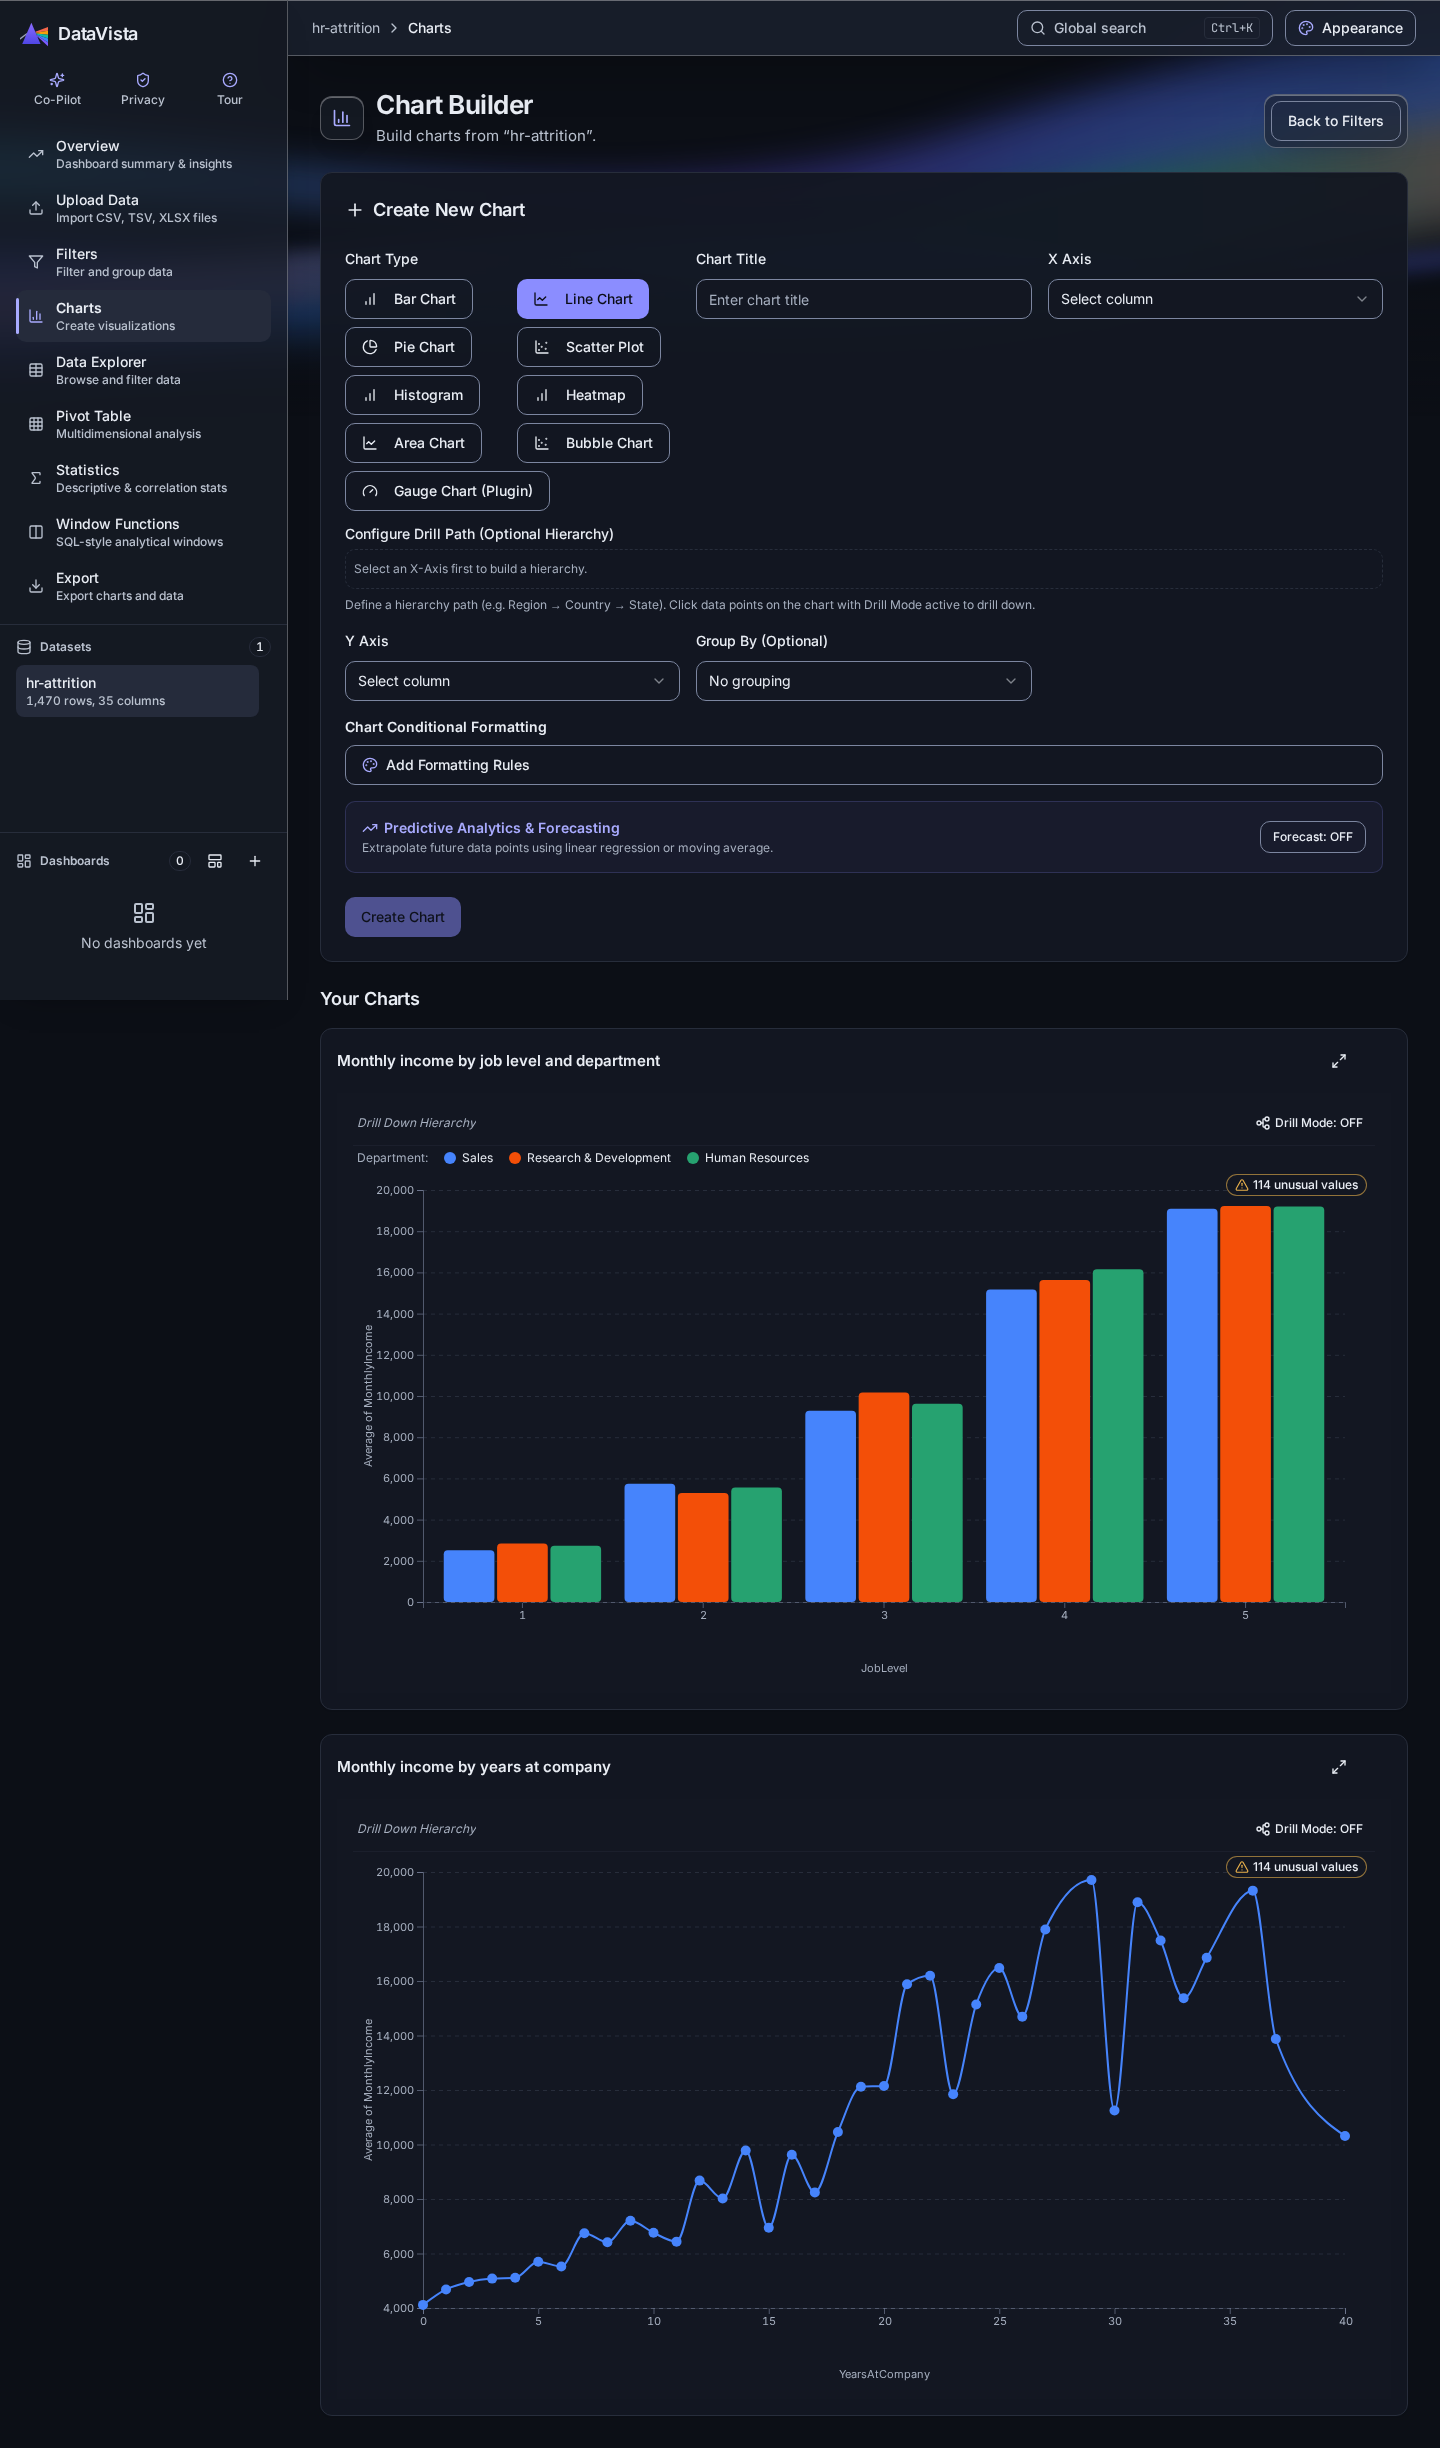 DataVista
Co-Pilot
Privacy
Tour
Overview
Dashboard summary & insights
Upload Data
Import CSV, TSV, XLSX files
Filters
Filter and group data
Charts
Create visualizations
Data Explorer
Browse and filter data
Pivot Table
Multidimensional analysis
Statistics
Descriptive & correlation stats
Window Functions
SQL-style analytical windows
Export
Export charts and data
Datasets
1
hr-attrition
1,470 rows, 35 columns
Dashboards
0
No dashboards yet
hr-attrition
Charts
Global search
Ctrl+K
Appearance
Chart Builder
Build charts from “hr-attrition”.
Back to Filters
Create New Chart
Chart Type
Bar Chart
Line Chart
Pie Chart
Scatter Plot
Histogram
Heatmap
Area Chart
Bubble Chart
Gauge Chart (Plugin)
Chart Title
Enter chart title
X Axis
Select column
Configure Drill Path (Optional Hierarchy)
Select an X-Axis first to build a hierarchy.
Define a hierarchy path (e.g. Region → Country → State). Click data points on the chart with Drill Mode active to drill down.
Y Axis
Select column
Group By (Optional)
No grouping
Chart Conditional Formatting
Add Formatting Rules
Predictive Analytics & Forecasting
Extrapolate future data points using linear regression or moving average.
Forecast: OFF
Create Chart
Your Charts
Monthly income by job level and department
Drill Down Hierarchy
Drill Mode: OFF
Department:
Sales
Research & Development
Human Resources
114 unusual values
20,000
18,000
16,000
14,000
12,000
10,000
8,000
6,000
4,000
2,000
0
Average of MonthlyIncome
1
2
3
4
5
JobLevel
Monthly income by years at company
Drill Down Hierarchy
Drill Mode: OFF
114 unusual values
20,000
18,000
16,000
14,000
12,000
10,000
8,000
6,000
4,000
Average of MonthlyIncome
0
5
10
15
20
25
30
35
40
YearsAtCompany